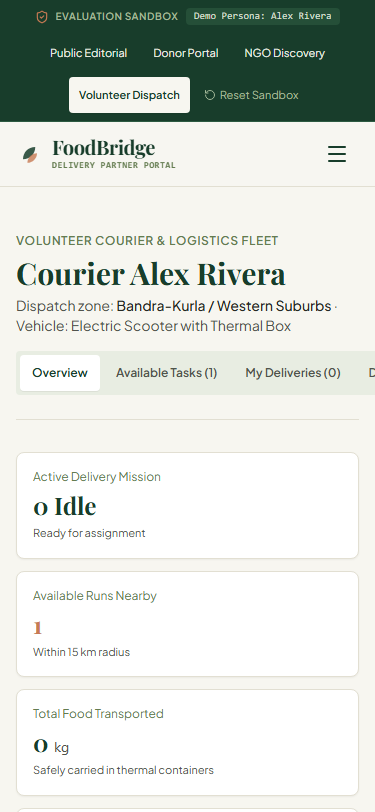 EVALUATION SANDBOX Demo Persona: Alex Rivera
Public Editorial Donor Portal NGO Discovery
Volunteer Dispatch Reset Sandbox
FoodBridge
DELIVERY PARTNER PORTAL
VOLUNTEER COURIER & LOGISTICS FLEET
Courier Alex Rivera
Dispatch zone: Bandra-Kurla / Western Suburbs ·
Vehicle: Electric Scooter with Thermal Box
Overview Available Tasks (1) My Deliveries (0) D
Active Delivery Mission
0 Idle
Ready for assignment
Available Runs Nearby
1
Within 15 km radius
Total Food Transported
0 kg
Safely carried in thermal containers